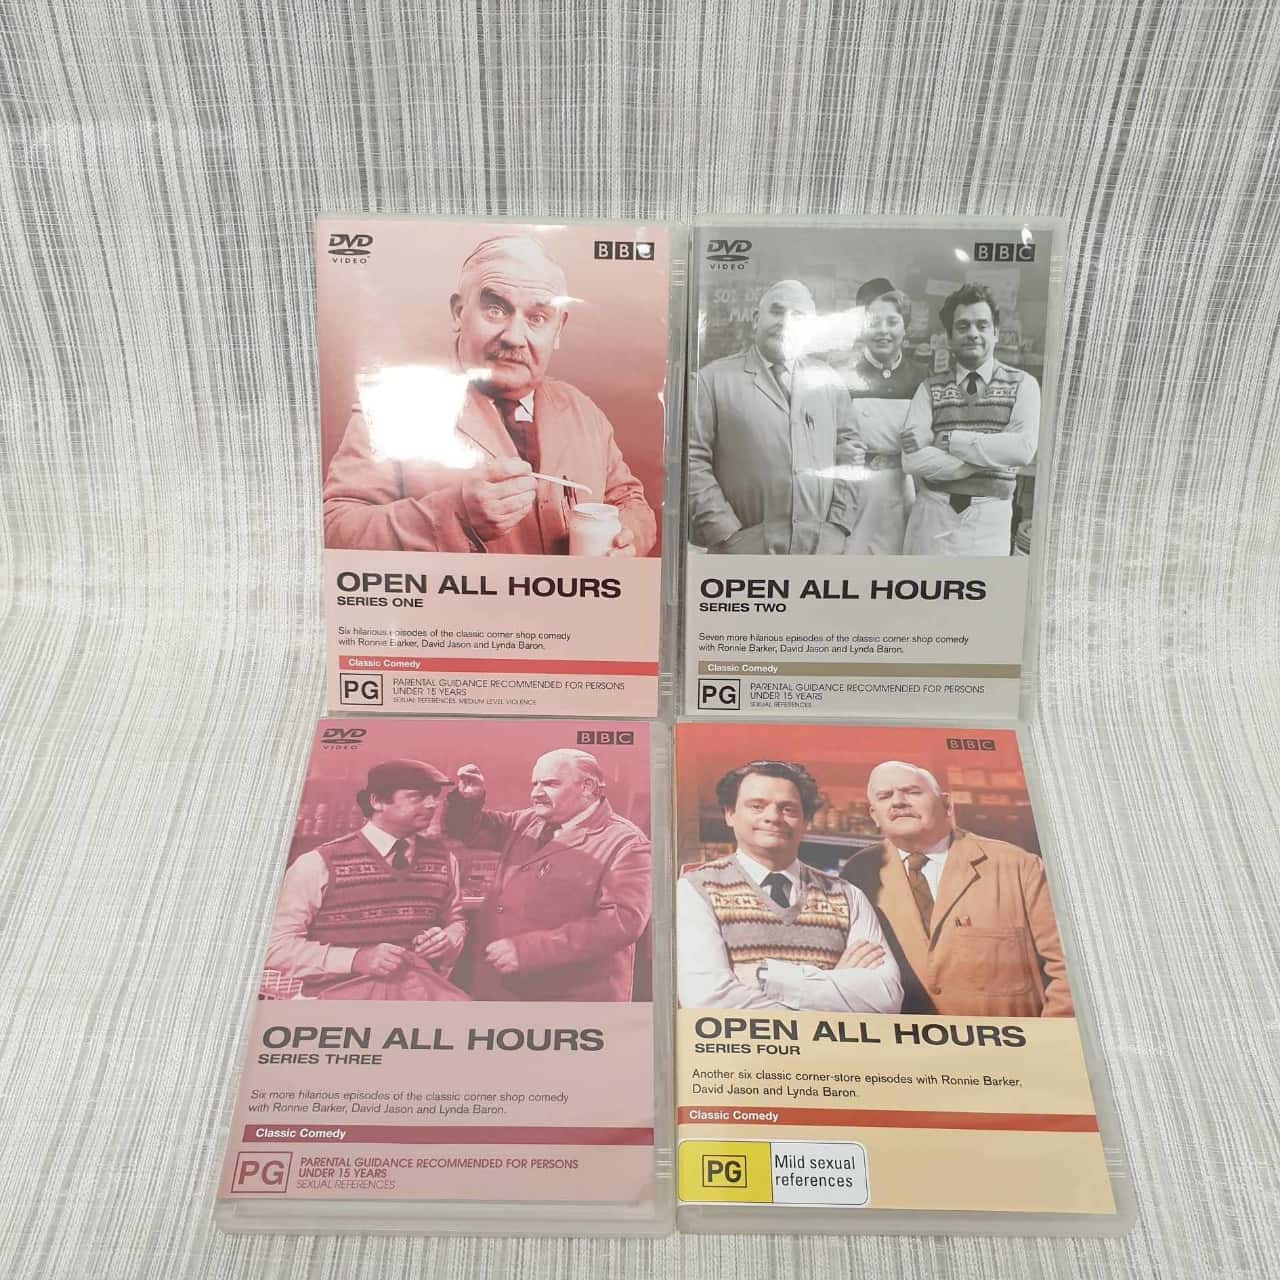 DVD
VIDEO
BBC
OPEN ALL HOURS
SERIES ONE
Six hilarious episodes of the classic corner shop comedy
with Ronnie Barker, David Jason and Lynda Baron.
Classic Comedy
PG
PARENTAL GUIDANCE RECOMMENDED FOR PERSONS
UNDER 15 YEARS
SEXUAL REFERENCES. MEDIUM LEVEL VIOLENCE
DVD
VIDEO
BBC
OPEN ALL HOURS
SERIES TWO
Seven more hilarious episodes of the classic corner shop comedy
with Ronnie Barker, David Jason and Lynda Baron.
Classic Comedy
PG
PARENTAL GUIDANCE RECOMMENDED FOR PERSONS
UNDER 15 YEARS
SEXUAL REFERENCES
DVD
VIDEO
BBC
OPEN ALL HOURS
SERIES THREE
Six more hilarious episodes of the classic corner shop comedy
with Ronnie Barker, David Jason and Lynda Baron.
Classic Comedy
PG
PARENTAL GUIDANCE RECOMMENDED FOR PERSONS
UNDER 15 YEARS
SEXUAL REFERENCES
BBC
OPEN ALL HOURS
SERIES FOUR
Another six classic corner-store episodes with Ronnie Barker,
David Jason and Lynda Baron.
Classic Comedy
PG
Mild sexual
references